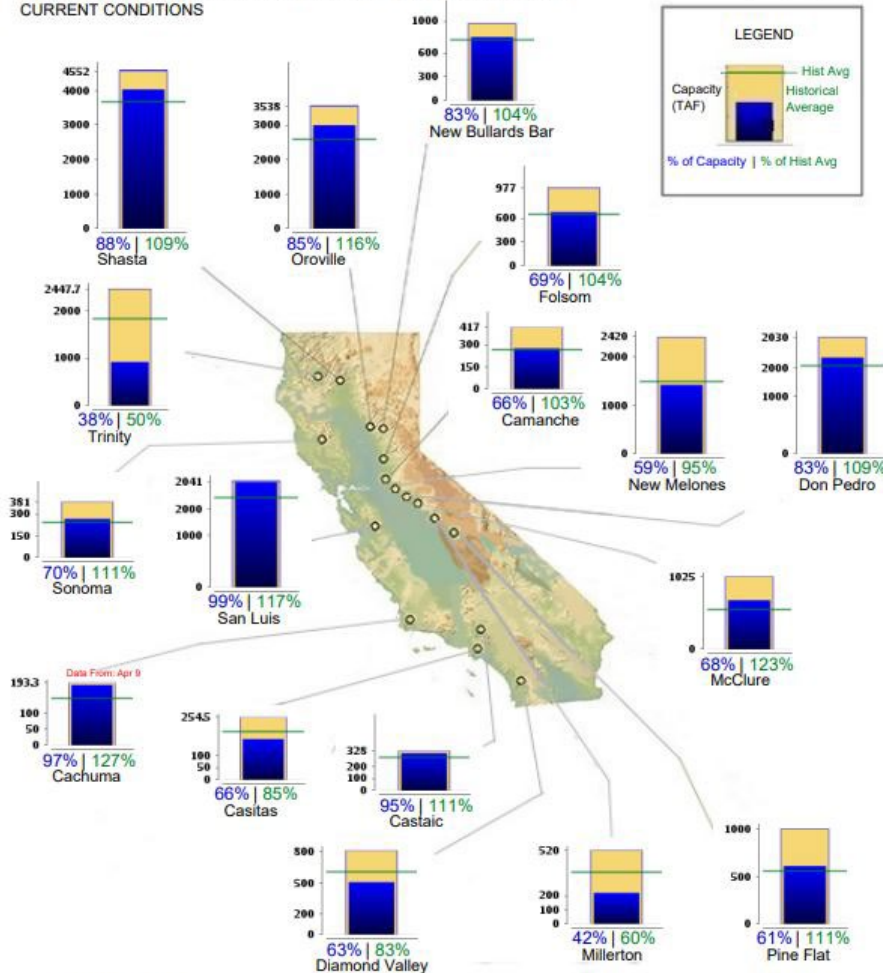 CURRENT CONDITIONS
LEGEND
Hist Avg
Capacity
(TAF)
Historical
Average
% of Capacity | % of Hist Avg
1000
600
300
0
83% | 104%
New Bullards Bar
4552
4000
3000
2000
1000
0
88% | 109%
Shasta
3538
3000
2000
1000
0
85% | 116%
Oroville
977
600
300
0
69% | 104%
Folsom
2447.7
2000
1000
0
38% | 50%
Trinity
417
300
150
0
66% | 103%
Camanche
2420
2000
1000
0
59% | 95%
New Melones
2030
2000
1000
0
83% | 109%
Don Pedro
381
300
150
0
70% | 111%
Sonoma
2041
2000
1000
0
99% | 117%
San Luis
1025
0
68% | 123%
McClure
Data From: Apr 9
193.3
100
50
0
97% | 127%
Cachuma
254.5
100
50
0
66% | 85%
Casitas
325
200
100
0
95% | 111%
Castaic
800
500
200
0
63% | 83%
Diamond Valley
520
200
100
0
42% | 60%
Millerton
1000
500
0
61% | 111%
Pine Flat